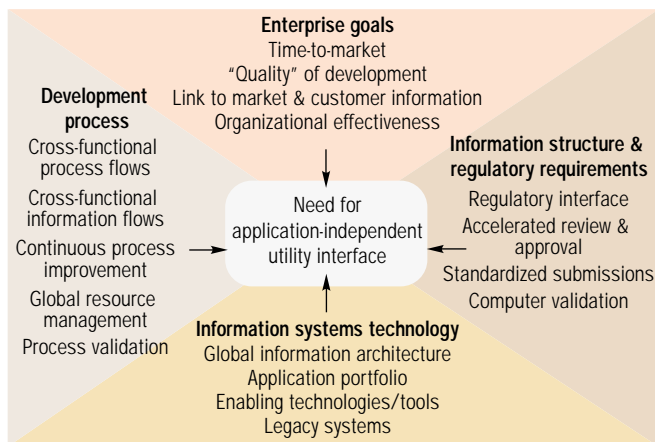 Enterprise goals
Time-to-market
“Quality” of development
Link to market & customer information
Organizational effectiveness
Development
process
Cross-functional
process flows
Cross-functional
information flows
Continuous process
improvement
Global resource
management
Process validation
Need for
application-independent
utility interface
Information structure &
regulatory requirements
Regulatory interface
Accelerated review &
approval
Standardized submissions
Computer validation
Information systems technology
Global information architecture
Application portfolio
Enabling technologies/tools
Legacy systems